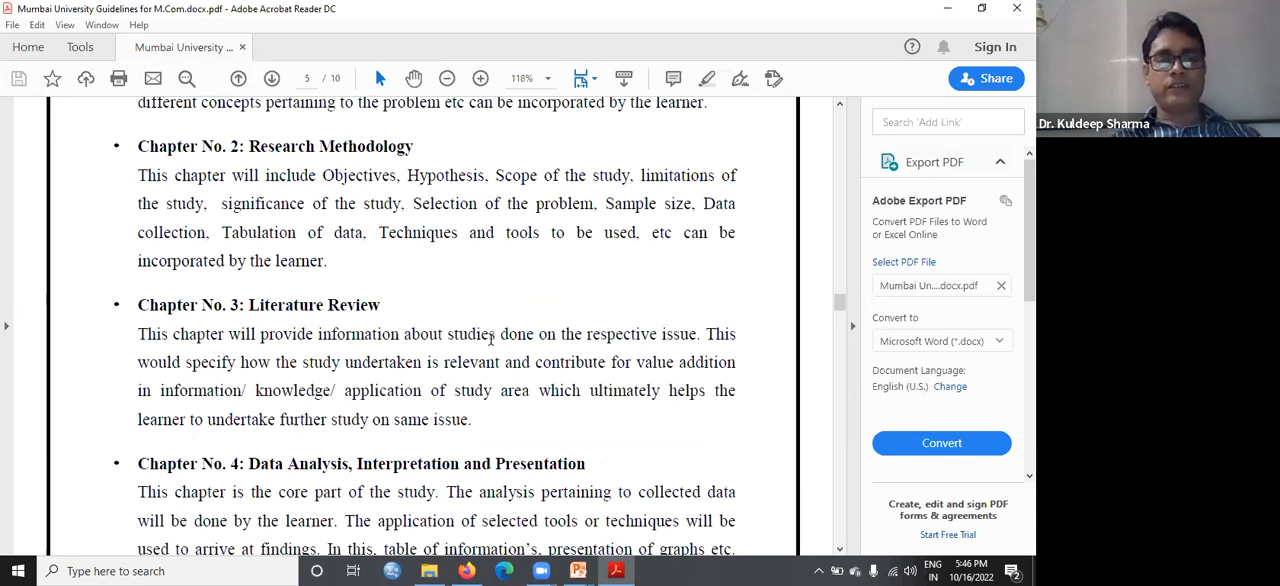 Mumbai University Guidelines for M.Com.docx.pdf - Adobe Acrobat Reader DC
File Edit View Window Help
Home Tools Mumbai University ... ×
Sign In
5 / 10
118%
Share
different concepts pertaining to the problem etc can be incorporated by the learner.
• Chapter No. 2: Research Methodology
This chapter will include Objectives, Hypothesis, Scope of the study, limitations of
the study, significance of the study, Selection of the problem, Sample size, Data
collection, Tabulation of data, Techniques and tools to be used, etc can be
incorporated by the learner.
• Chapter No. 3: Literature Review
This chapter will provide information about studies done on the respective issue. This
would specify how the study undertaken is relevant and contribute for value addition
in information/ knowledge/ application of study area which ultimately helps the
learner to undertake further study on same issue.
• Chapter No. 4: Data Analysis, Interpretation and Presentation
This chapter is the core part of the study. The analysis pertaining to collected data
will be done by the learner. The application of selected tools or techniques will be
used to arrive at findings. In this, table of information's, presentation of graphs etc.
Search 'Add Link'
Export PDF
Adobe Export PDF
Convert PDF Files to Word
or Excel Online
Select PDF File
Mumbai Un....docx.pdf
Convert to
Microsoft Word (*.docx)
Document Language:
English (U.S.) Change
Convert
Create, edit and sign PDF
forms & agreements
Start Free Trial
Dr. Kuldeep Sharma
Type here to search
ENG
IN
5:46 PM
10/16/2022
2